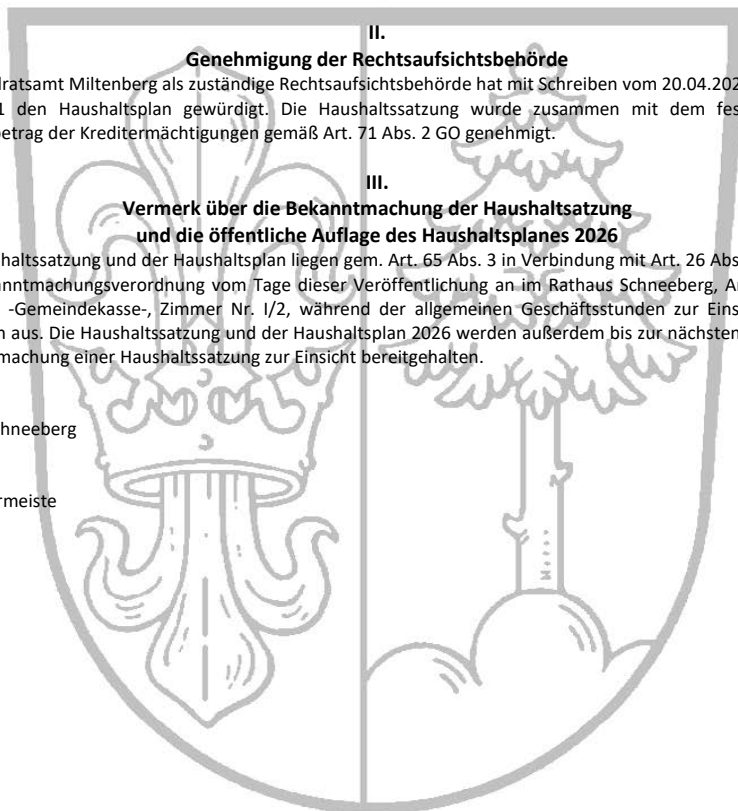 II.
Genehmigung der Rechtsaufsichtsbehörde
dratsamt Miltenberg als zuständige Rechtsaufsichtsbehörde hat mit Schreiben vom 20.04.202
1 den Haushaltsplan gewürdigt. Die Haushaltssatzung wurde zusammen mit dem fes
betrag der Kreditermächtigungen gemäß Art. 71 Abs. 2 GO genehmigt.
III.
Vermerk über die Bekanntmachung der Haushaltsatzung
und die öffentliche Auflage des Haushaltsplanes 2026
haltssatzung und der Haushaltsplan liegen gem. Art. 65 Abs. 3 in Verbindung mit Art. 26 Abs
anntmachungsverordnung vom Tage dieser Veröffentlichung an im Rathaus Schneeberg, A
-Gemeindekasse-, Zimmer Nr. I/2, während der allgemeinen Geschäftsstunden zur Eins
n aus. Die Haushaltssatzung und der Haushaltsplan 2026 werden außerdem bis zur nächsten
machung einer Haushaltssatzung zur Einsicht bereitgehalten.
hneeberg
rmeiste